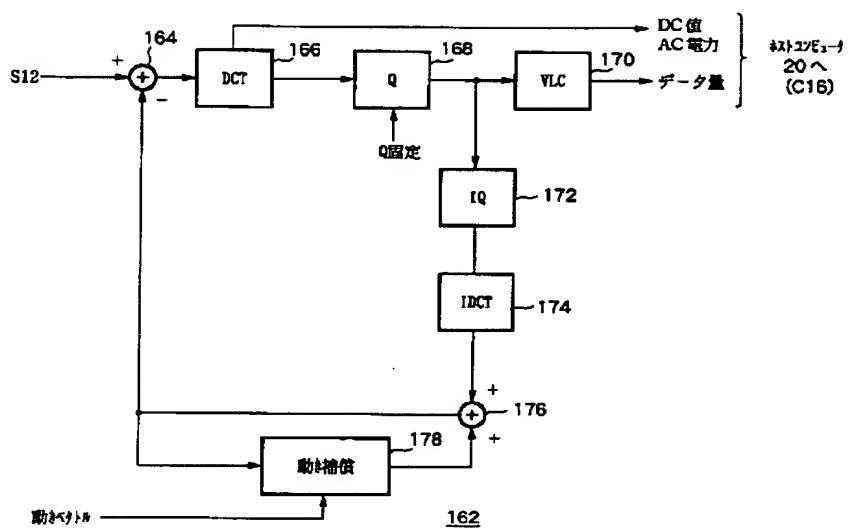 164
166
168
170
DC値
AC電力
ホストコンピュータ
20へ
(C16)
S12
+
+
−
DCT
Q
VLC
データ量
Q固定
IQ
172
IDCT
174
+
+
176
+
178
動き補償
動きベクトル
162